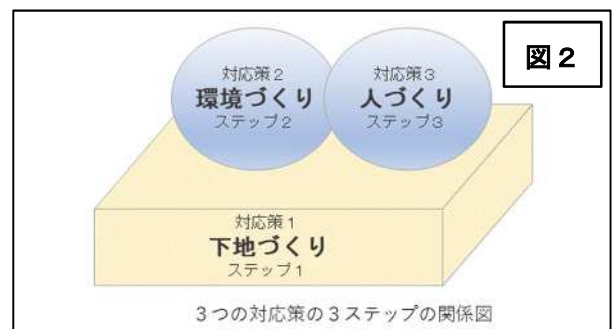 図2
対応策2
環境づくり
ステップ2
対応策3
人づくり
ステップ3
対応策1
下地づくり
ステップ1
3つの対応策の3ステップの関係図